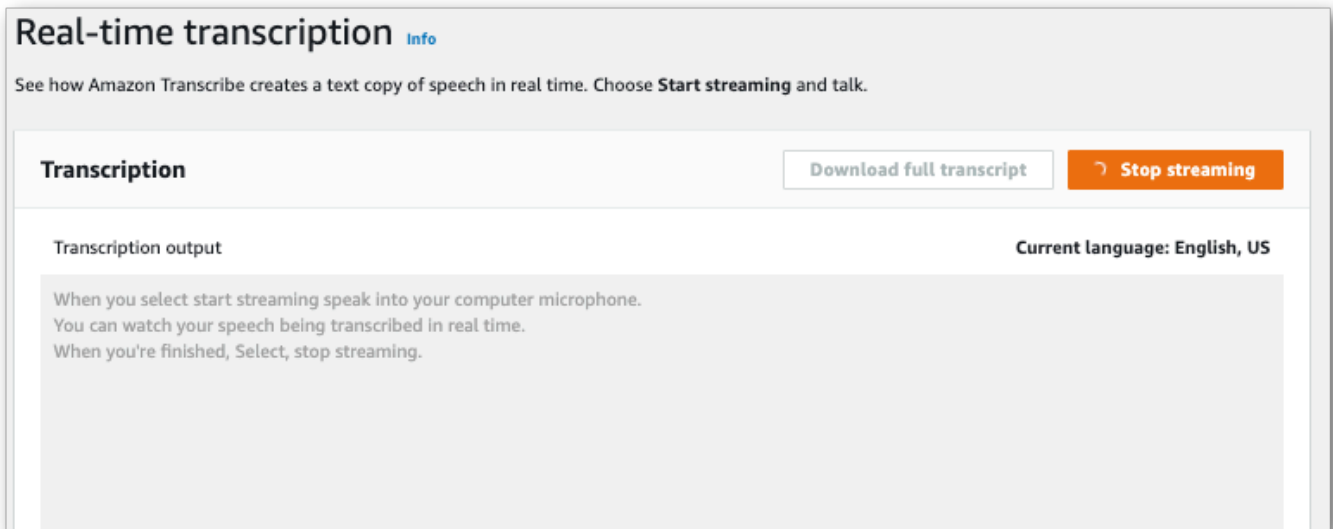 Real-time transcription Info
See how Amazon Transcribe creates a text copy of speech in real time. Choose Start streaming and talk.
Transcription
Download full transcript
Stop streaming
Transcription output
Current language: English, US
When you select start streaming speak into your computer microphone.
You can watch your speech being transcribed in real time.
When you're finished, Select, stop streaming.